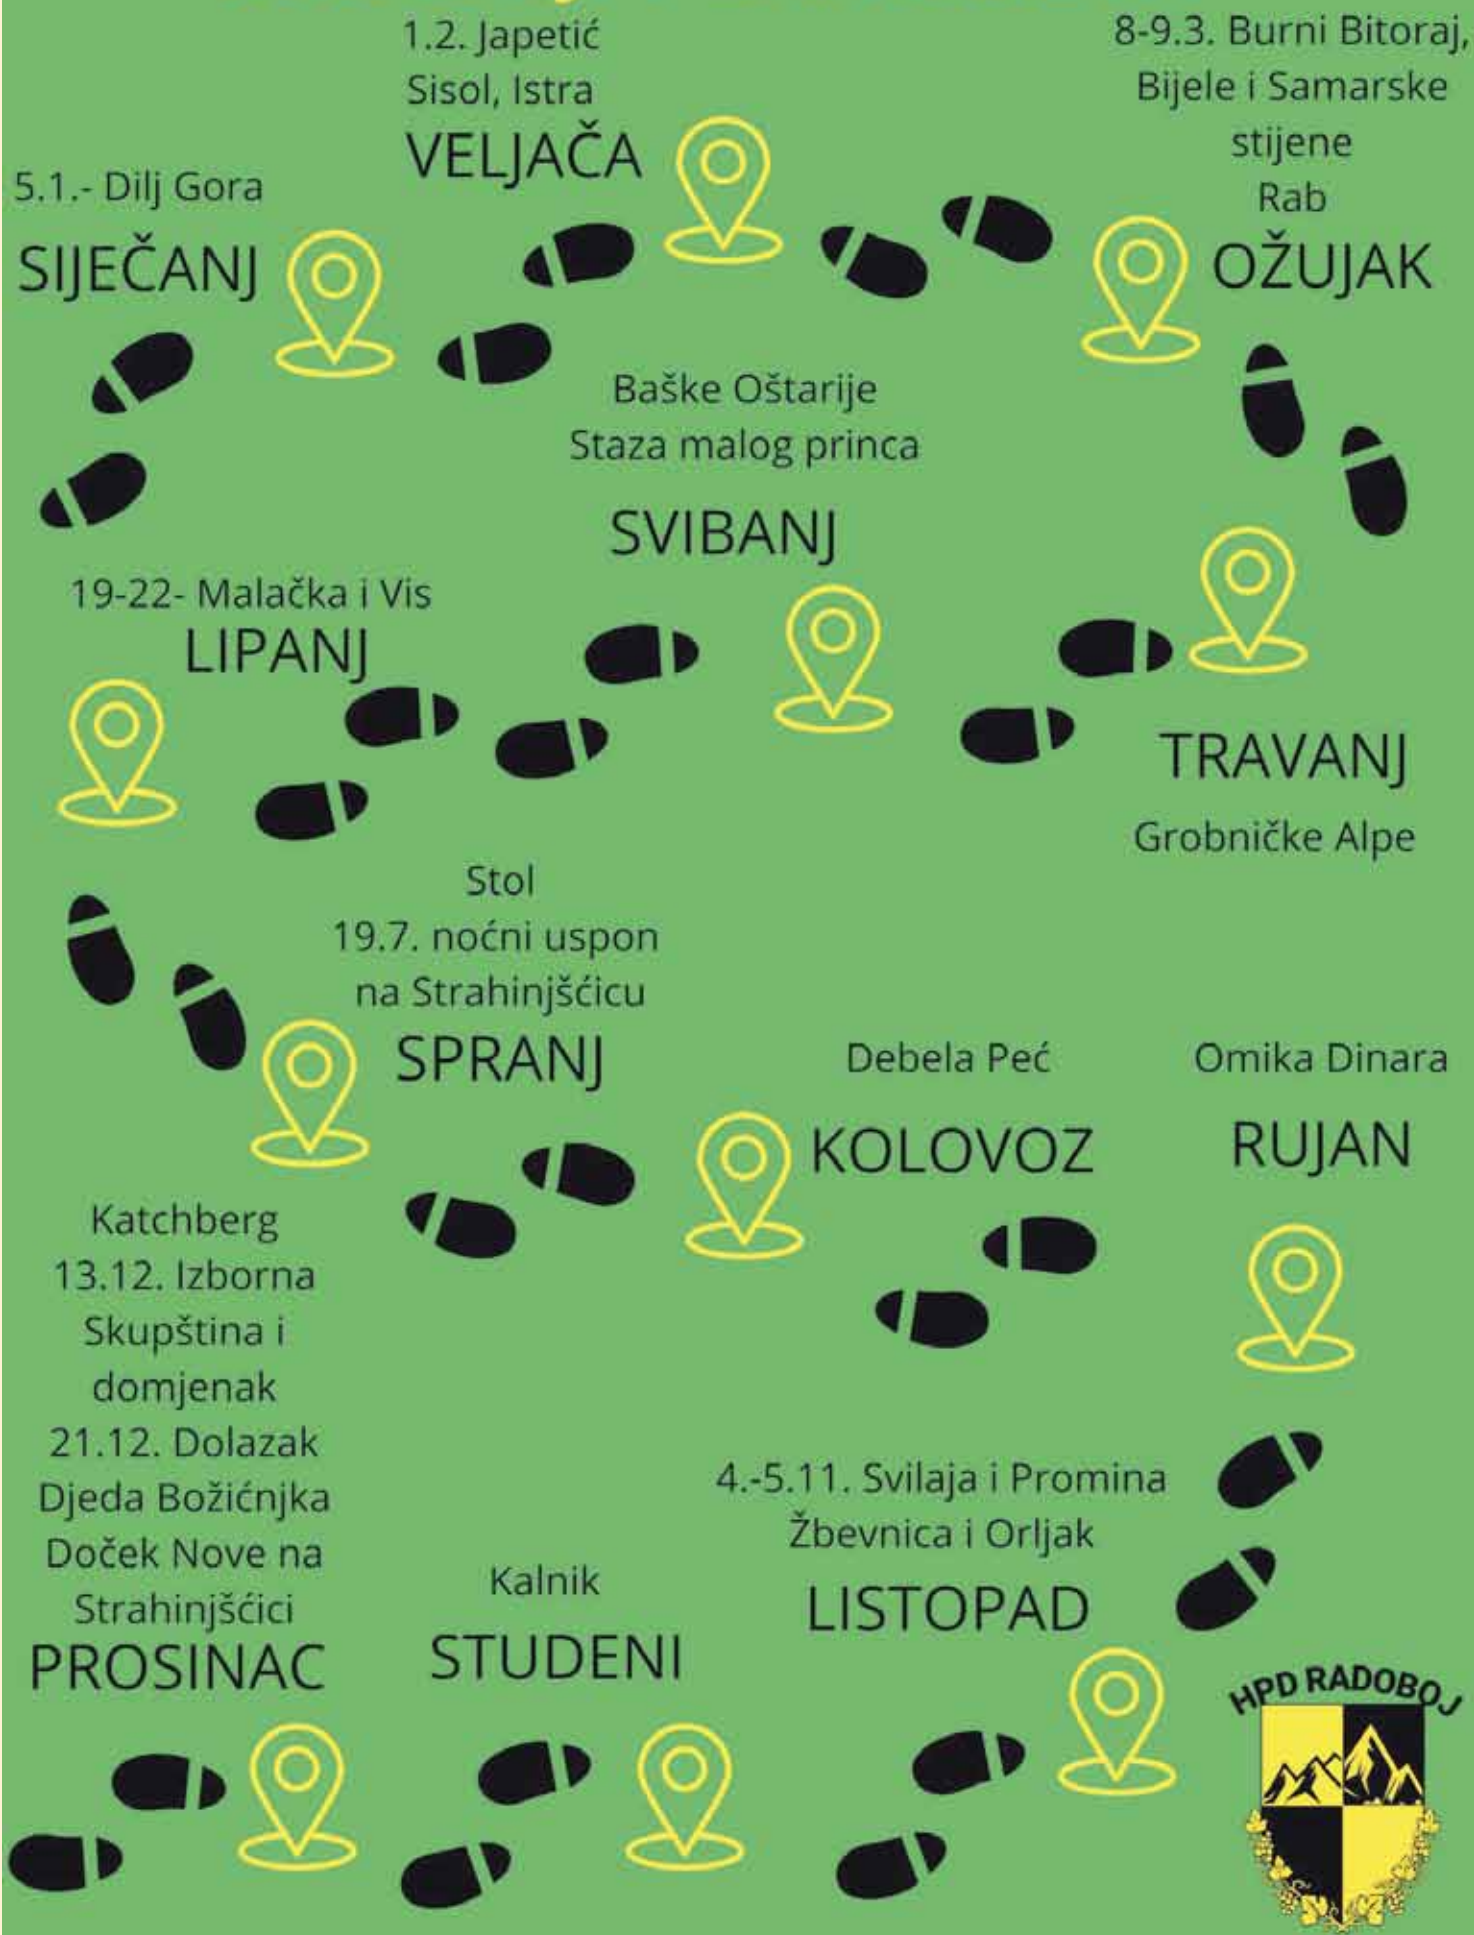 1.2. Japetić
Sisol, Istra
VELJAČA
8-9.3. Burni Bitoraj,
Bijele i Samarske
stijene
Rab
OŽUJAK
5.1.- Dilj Gora
SIJEČANJ
Baške Oštarije
Staza malog princa
SVIBANJ
19-22- Malačka i Vis
LIPANJ
TRAVANJ
Grobničke Alpe
Stol
19.7. noćni uspon
na Strahinjšćicu
SPRANJ
Debela Peć
KOLOVOZ
Omika Dinara
RUJAN
Katchberg
13.12. Izborna
Skupština i
domjenak
21.12. Dolazak
Djeda Božićnjka
Doček Nove na
Strahinjšćici
PROSINAC
Kalnik
STUDENI
4.-5.11. Svilaja i Promina
Žbevnica i Orljak
LISTOPAD
HPD RADOBOJ